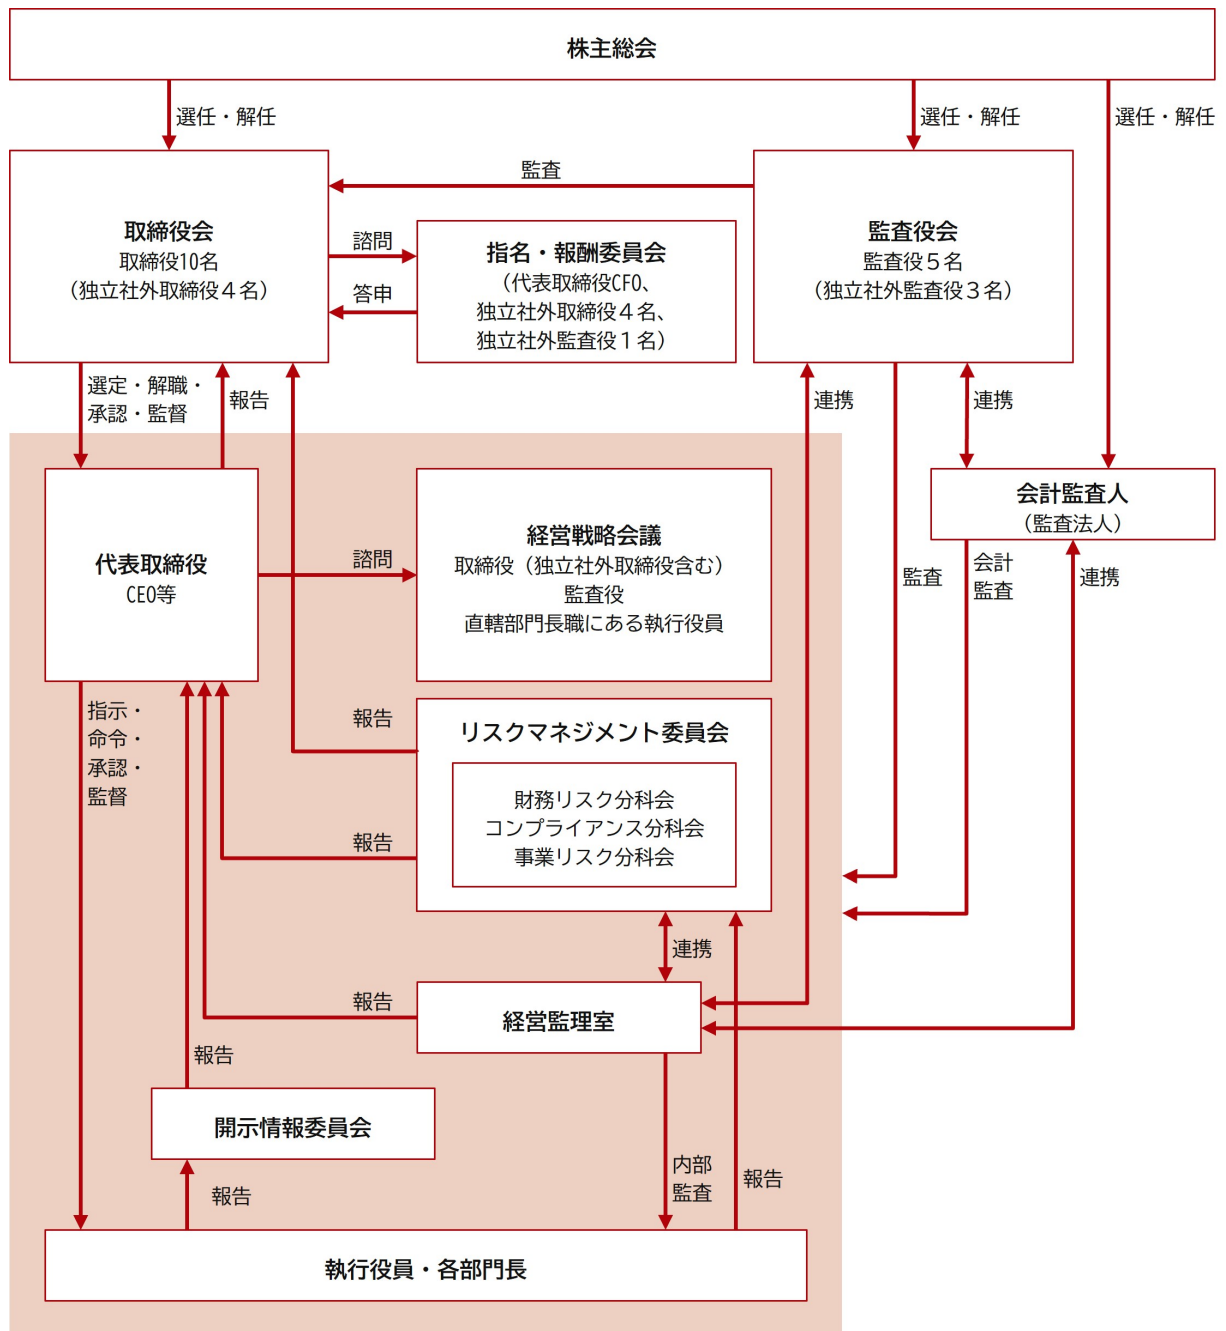 株主総会
選任・解任
選任・解任
選任・解任
監査
取締役会
取締役10名
（独立社外取締役４名）
諮問
答申
指名・報酬委員会
（代表取締役CFO、
独立社外取締役４名、
独立社外監査役１名）
監査役会
監査役５名
（独立社外監査役３名）
選定・解職・
承認・監督
報告
連携
連携
会計監査人
（監査法人）
代表取締役
CEO等
諮問
経営戦略会議
取締役（独立社外取締役含む）
監査役
直轄部門長職にある執行役員
監査
会計
監査
連携
指示・
命令・
承認・
監督
報告
リスクマネジメント委員会
財務リスク分科会
コンプライアンス分科会
事業リスク分科会
報告
連携
報告
経営監理室
報告
開示情報委員会
内部
監査
報告
報告
執行役員・各部門長